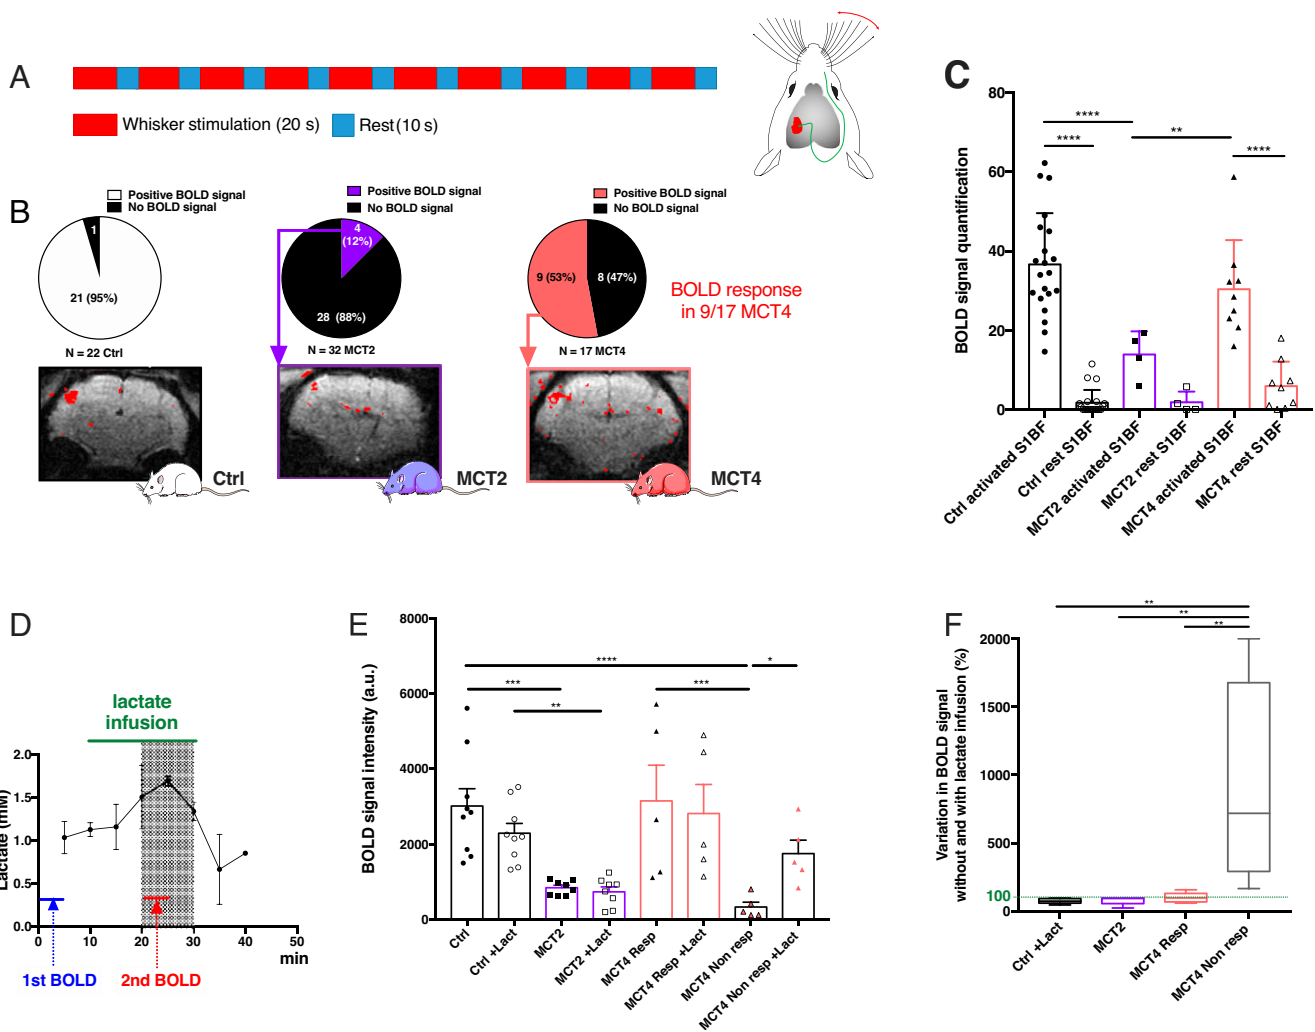 A
Whisker stimulation (20 s)
Rest (10 s)
B
Positive BOLD signal
No BOLD signal
1
21 (95%)
N = 22 Ctrl
Ctrl
Positive BOLD signal
No BOLD signal
4
(12%)
28 (88%)
N = 32 MCT2
MCT2
Positive BOLD signal
No BOLD signal
9 (53%)
8 (47%)
N = 17 MCT4
BOLD response
in 9/17 MCT4
MCT4
C
BOLD signal quantification
80
60
40
20
0
****
****
**
****
Ctrl activated S1BF
Ctrl rest S1BF
MCT2 activated S1BF
MCT2 rest S1BF
MCT4 activated S1BF
MCT4 rest S1BF
D
lactate
infusion
Lactate (mM)
2.0
1.5
1.0
0.5
0.0
0 10 20 30 40 50
min
1st BOLD
2nd BOLD
E
BOLD signal intensity (a.u.)
8000
6000
4000
2000
0
****
*
***
***
**
Ctrl
Ctrl +Lact
MCT2
MCT2 +Lact
MCT4 Resp
MCT4 Resp +Lact
MCT4 Non resp
MCT4 Non resp +Lact
F
Variation in BOLD signal
without and with lactate infusion (%)
2000
1500
1000
500
100
0
**
**
**
Ctrl +Lact
MCT2
MCT4 Resp
MCT4 Non resp